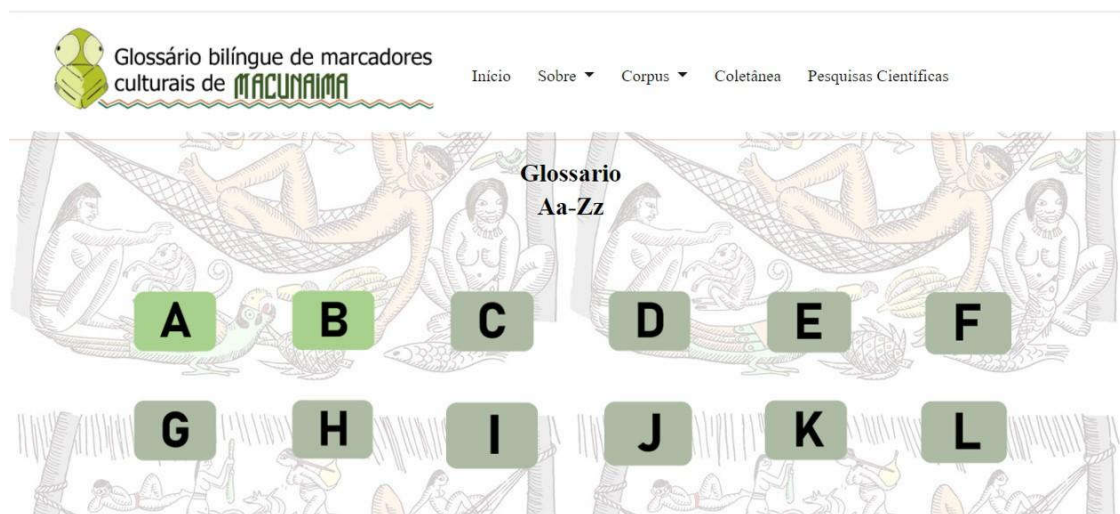 Glossário bilíngue de marcadores
culturais de MACUNAIMA
Início Sobre Corpus Coletânea Pesquisas Científicas
Glossario
Aa-Zz
A B C D E F
G H I J K L